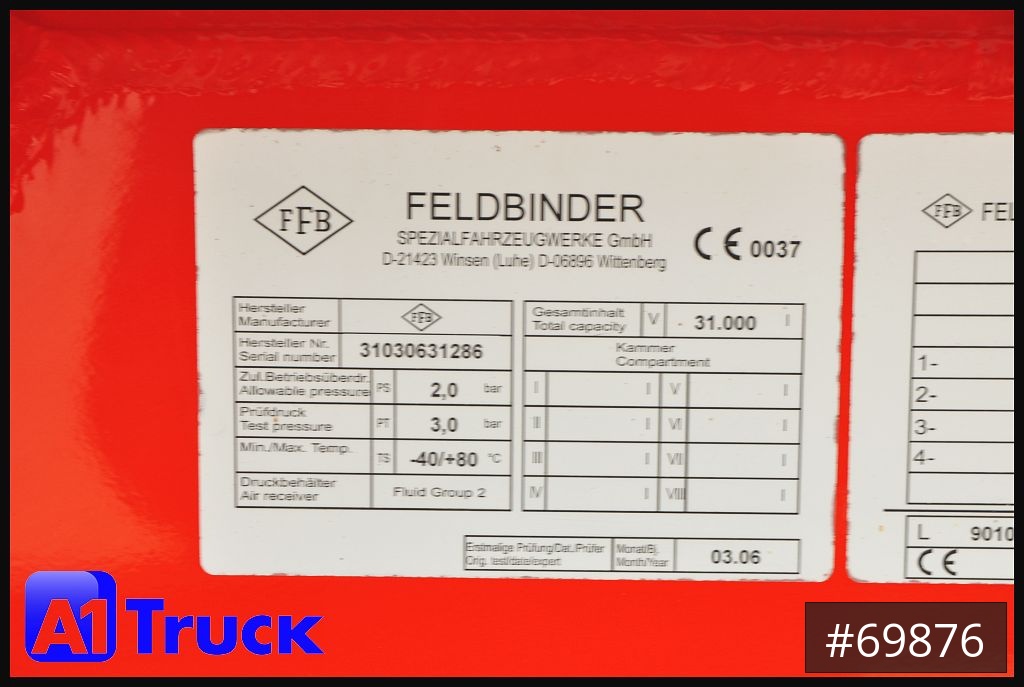 FFB
FELDBINDER
SPEZIALFAHRZEUGWERKE GmbH
D-21423 Winsen (Luhe) D-06896 Wittenberg
CE 0037
Hersteller
Manufacturer
FFB
Hersteller Nr.
Serial number
31030631286
Zul.Betriebsüberdr.
Allowable pressure
PS
2,0
bar
Prüfdruck
Test pressure
PT
3,0
bar
Min./Max. Temp.
TS
-40/+80 °C
Druckbehälter
Air receiver
Fluid Group 2
Gesamtinhalt
Total capacity
V
31.000
l
Kammer
Compartment
I l V l
II l VI l
III l VII l
IV l VIII l
Erstmalige Prüfung/Dat./Prüfer
Orig. test/date/expert
Monat/Bj.
Month/Year
03.06
FFB FEL
1-
2-
3-
4-
L 9010
CE
A1 Truck
#69876